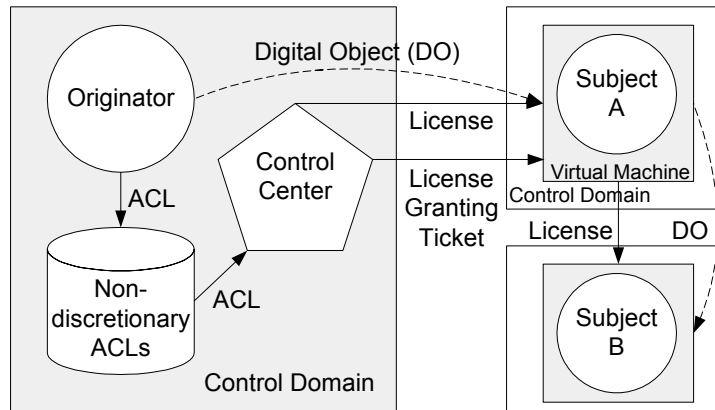 Digital Object (DO)
Originator
Subject
A
License
Control
Center
Virtual Machine
Control Domain
License
Granting
Ticket
ACL
License
DO
Non-
discretionary
ACLs
ACL
Subject
B
Control Domain